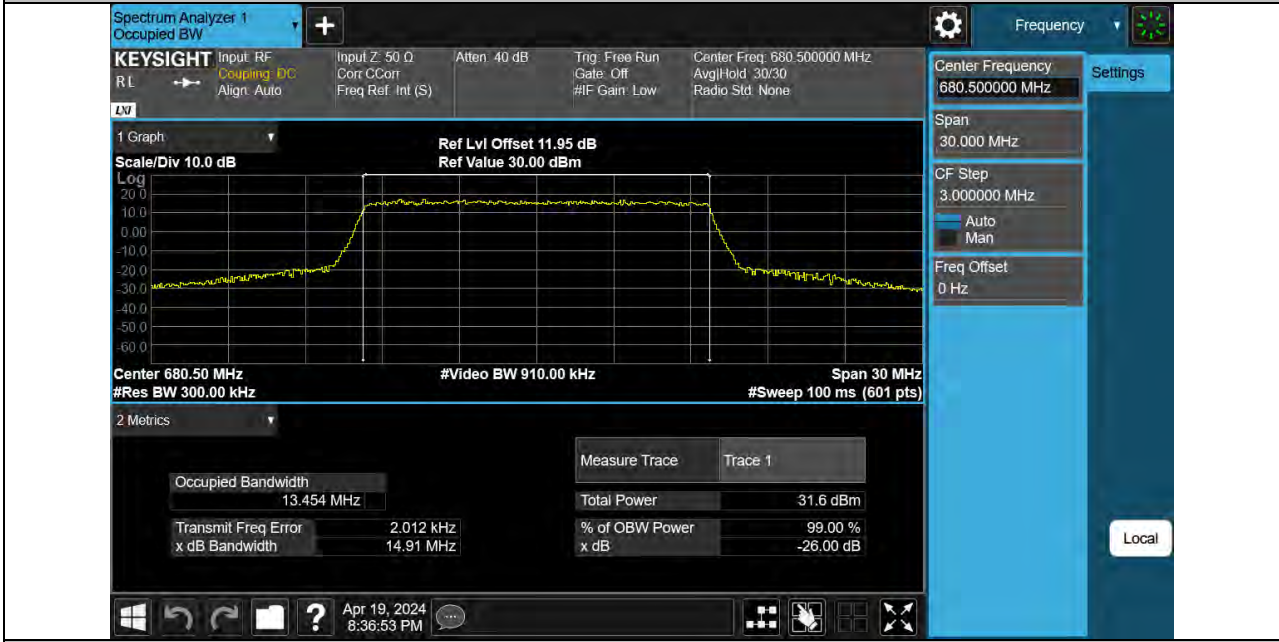 Spectrum Analyzer 1
Occupied BW
+
Frequency
KEYSIGHT
R L
LXI
Input: RF
Coupling: DC
Align: Auto
Input Z: 50 Ω
Corr CCorr
Freq Ref: Int (S)
Atten: 40 dB
Trig: Free Run
Gate: Off
#IF Gain: Low
Center Freq: 680.500000 MHz
Avg|Hold: 30/30
Radio Std: None
1 Graph
Scale/Div 10.0 dB
Ref Lvl Offset 11.95 dB
Ref Value 30.00 dBm
Log
20.0
10.0
0.00
-10.0
-20.0
-30.0
-40.0
-50.0
-60.0
Center 680.50 MHz
#Res BW 300.00 kHz
#Video BW 910.00 kHz
Span 30 MHz
#Sweep 100 ms (601 pts)
2 Metrics
Measure Trace Trace 1
Occupied Bandwidth
13.454 MHz
Total Power 31.6 dBm
Transmit Freq Error 2.012 kHz
% of OBW Power 99.00 %
x dB Bandwidth 14.91 MHz
x dB -26.00 dB
Center Frequency
680.500000 MHz
Settings
Span
30.000 MHz
CF Step
3.000000 MHz
Auto
Man
Freq Offset
0 Hz
Local
?
Apr 19, 2024
8:36:53 PM